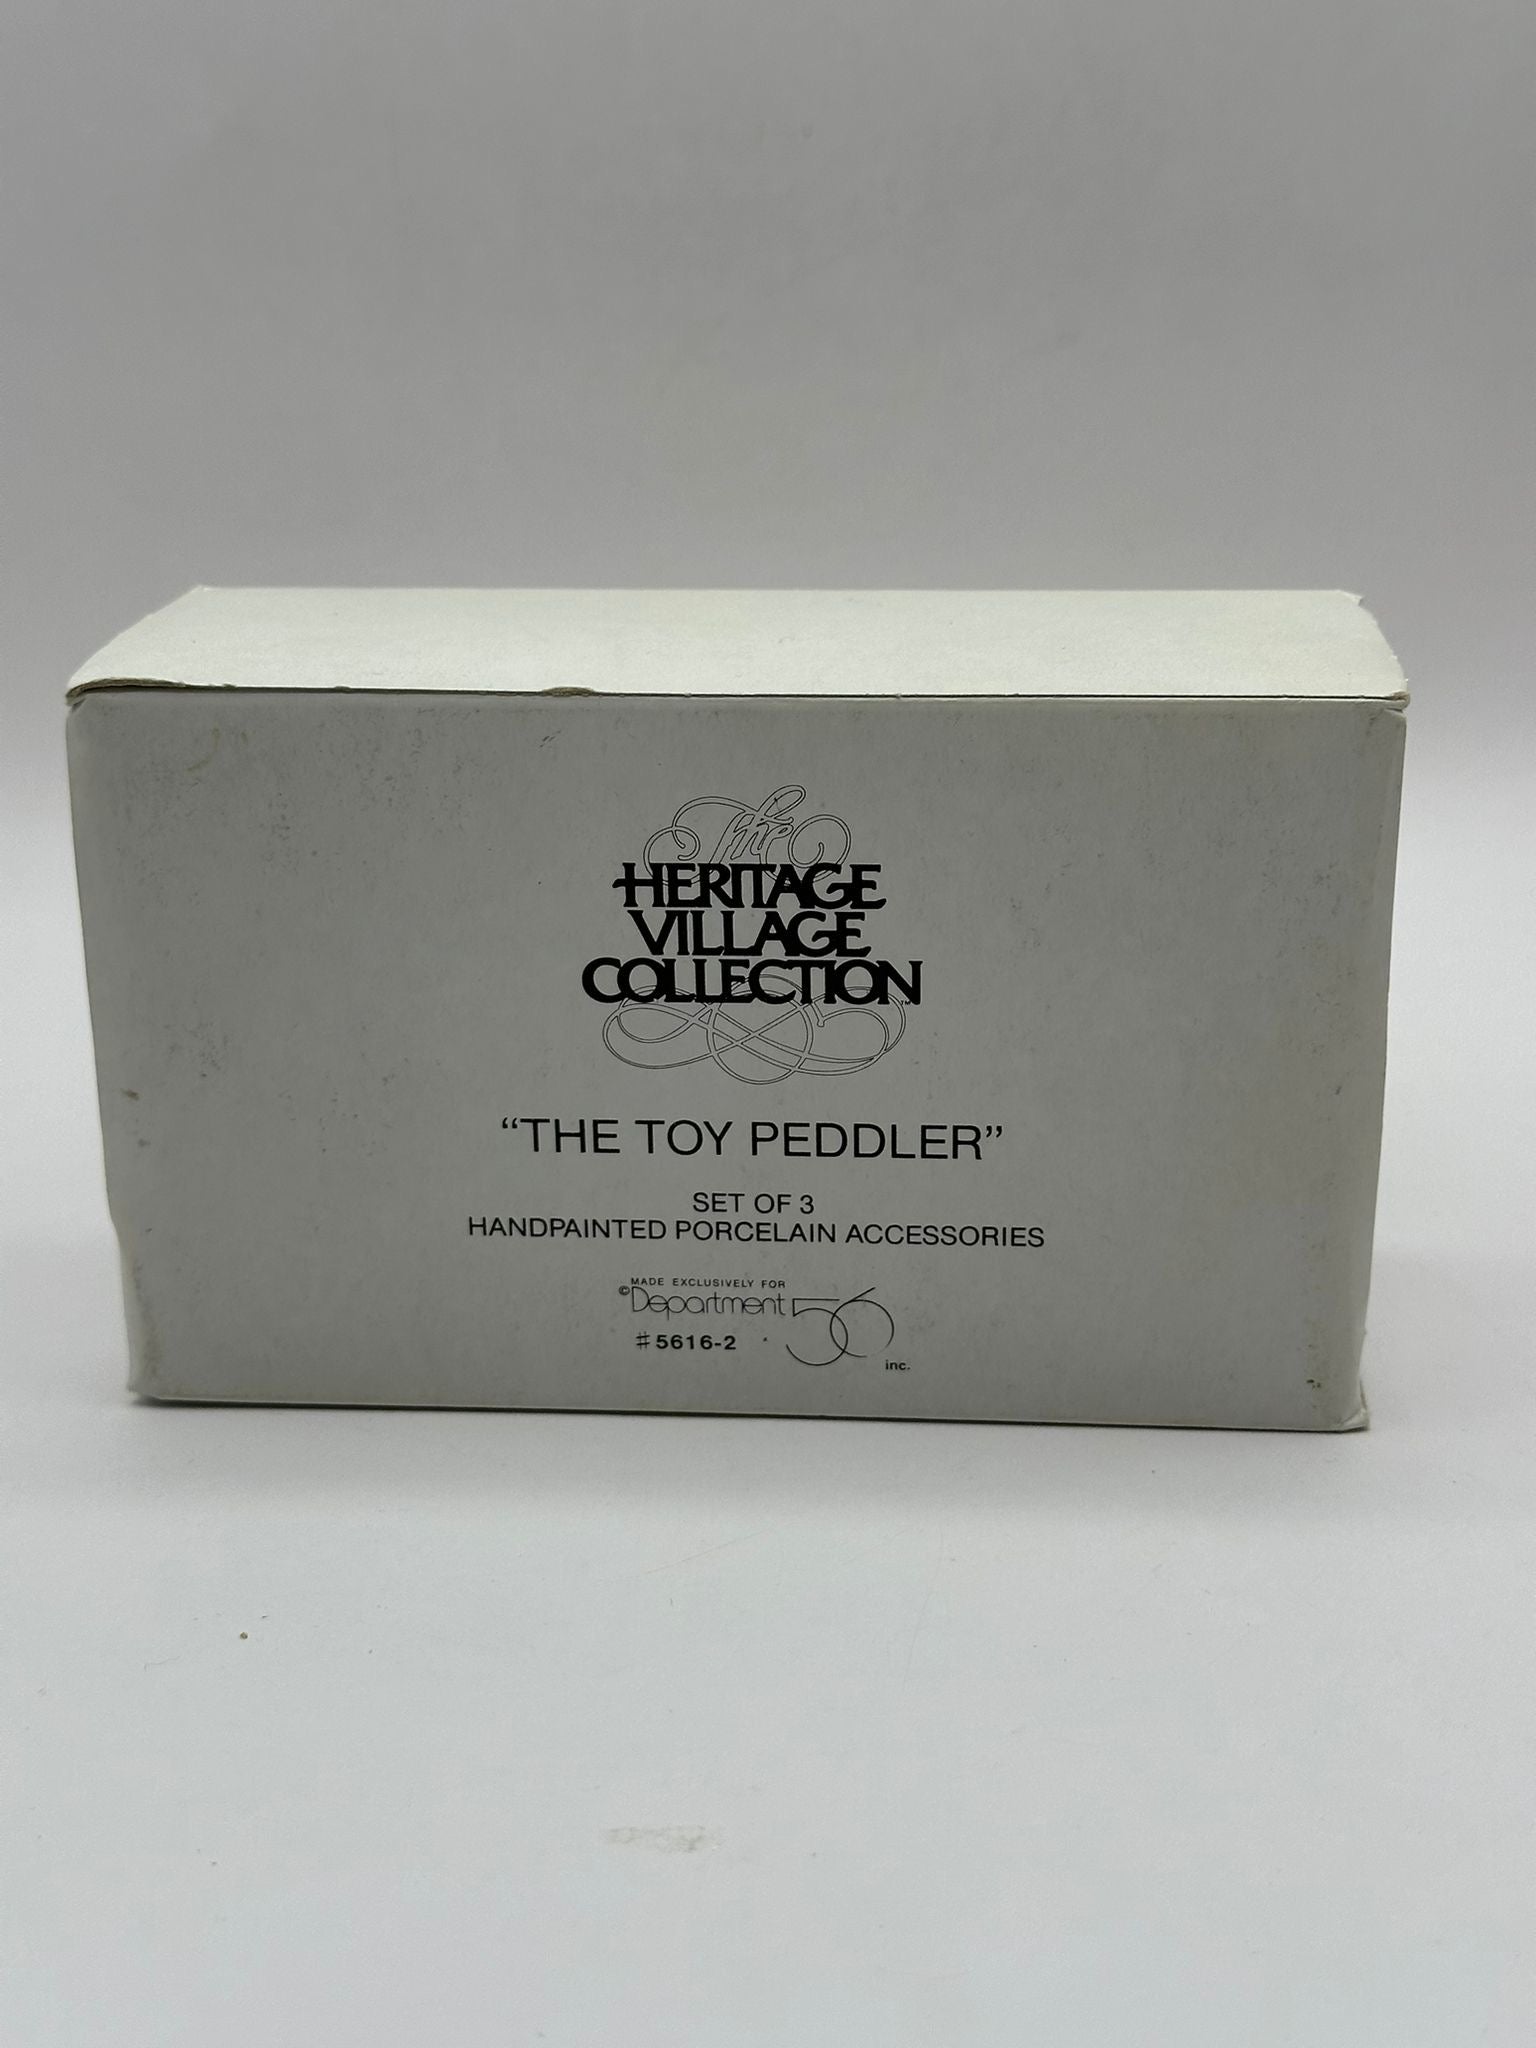 The
HERITAGE
VILLAGE
COLLECTION™
“THE TOY PEDDLER”
SET OF 3
HANDPAINTED PORCELAIN ACCESSORIES
MADE EXCLUSIVELY FOR
©Department 56 inc.
#5616-2